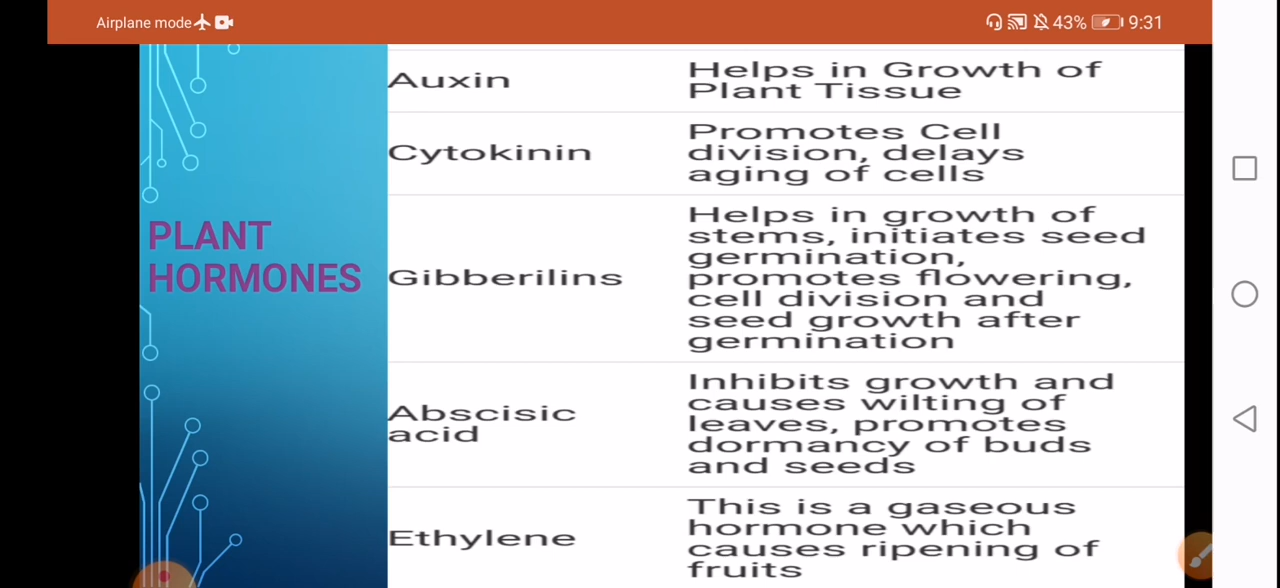 Airplane mode
43% 9:31
PLANT
HORMONES
Auxin
Helps in Growth of
Plant Tissue
Cytokinin
Promotes Cell
division, delays
aging of cells
Gibberilins
Helps in growth of
stems, initiates seed
germination,
promotes flowering,
cell division and
seed growth after
germination
Abscisic
acid
Inhibits growth and
causes wilting of
leaves, promotes
dormancy of buds
and seeds
Ethylene
This is a gaseous
hormone which
causes ripening of
fruits